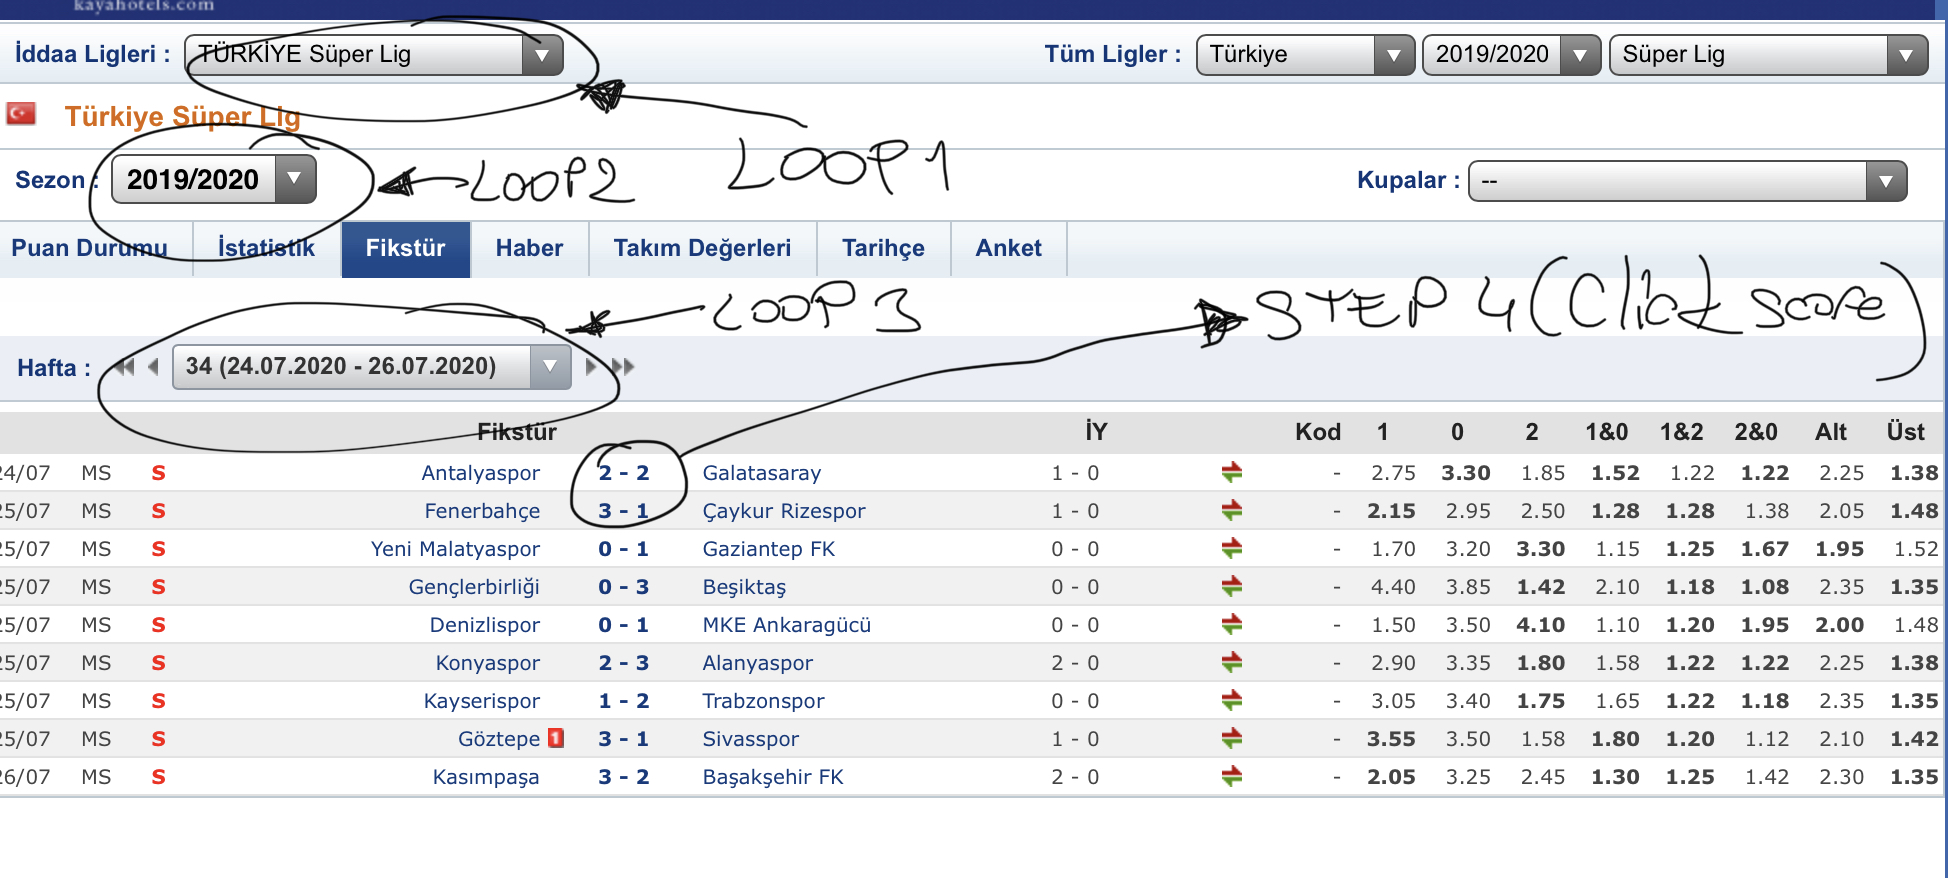 kayahotels.com
İddaa Ligleri : TÜRKİYE Süper Lig Tüm Ligler : Türkiye 2019/2020 Süper Lig
Türkiye Süper Lig
LOOP1
Sezon : 2019/2020 LOOP2 Kupalar : --
Puan Durumu İstatistik Fikstür Haber Takım Değerleri Tarihçe Anket
LOOP 3 STEP 4 (Click score)
Hafta : 34 (24.07.2020 - 26.07.2020)
Fikstür İY Kod 1 0 2 1&0 1&2 2&0 Alt Üst
24/07 MS S Antalyaspor 2 - 2 Galatasaray 1 - 0 - 2.75 3.30 1.85 1.52 1.22 1.22 2.25 1.38
25/07 MS S Fenerbahçe 3 - 1 Çaykur Rizespor 1 - 0 - 2.15 2.95 2.50 1.28 1.28 1.38 2.05 1.48
25/07 MS S Yeni Malatyaspor 0 - 1 Gaziantep FK 0 - 0 - 1.70 3.20 3.30 1.15 1.25 1.67 1.95 1.52
25/07 MS S Gençlerbirliği 0 - 3 Beşiktaş 0 - 0 - 4.40 3.85 1.42 2.10 1.18 1.08 2.35 1.35
25/07 MS S Denizlispor 0 - 1 MKE Ankaragücü 0 - 0 - 1.50 3.50 4.10 1.10 1.20 1.95 2.00 1.48
25/07 MS S Konyaspor 2 - 3 Alanyaspor 2 - 0 - 2.90 3.35 1.80 1.58 1.22 1.22 2.25 1.38
25/07 MS S Kayserispor 1 - 2 Trabzonspor 0 - 0 - 3.05 3.40 1.75 1.65 1.22 1.18 2.35 1.35
25/07 MS S Göztepe 1 3 - 1 Sivasspor 1 - 0 - 3.55 3.50 1.58 1.80 1.20 1.12 2.10 1.42
26/07 MS S Kasımpaşa 3 - 2 Başakşehir FK 2 - 0 - 2.05 3.25 2.45 1.30 1.25 1.42 2.30 1.35